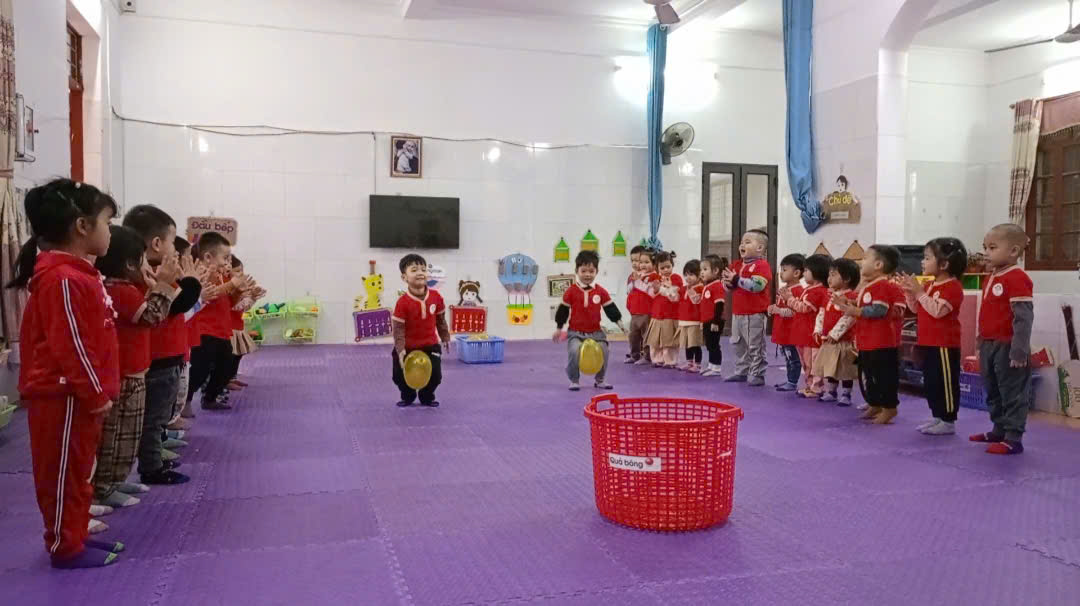 Đầu bếp
Chủ đề
Quả bóng